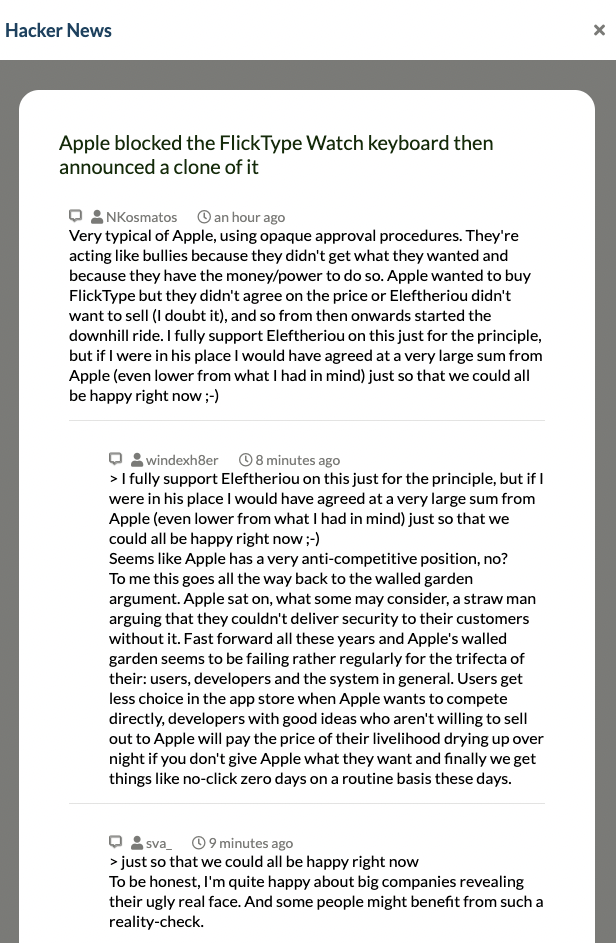 Hacker News
Apple blocked the FlickType Watch keyboard then
announced a clone of it
NKosmatos an hour ago
Very typical of Apple, using opaque approval procedures. They're
acting like bullies because they didn't get what they wanted and
because they have the money/power to do so. Apple wanted to buy
FlickType but they didn't agree on the price or Eleftheriou didn't
want to sell (I doubt it), and so from then onwards started the
downhill ride. I fully support Eleftheriou on this just for the principle,
but if I were in his place I would have agreed at a very large sum from
Apple (even lower from what I had in mind) just so that we could all
be happy right now ;-)
windexh8er 8 minutes ago
> I fully support Eleftheriou on this just for the principle, but if I
were in his place I would have agreed at a very large sum from
Apple (even lower from what I had in mind) just so that we
could all be happy right now ;-)
Seems like Apple has a very anti-competitive position, no?
To me this goes all the way back to the walled garden
argument. Apple sat on, what some may consider, a straw man
arguing that they couldn't deliver security to their customers
without it. Fast forward all these years and Apple's walled
garden seems to be failing rather regularly for the trifecta of
their: users, developers and the system in general. Users get
less choice in the app store when Apple wants to compete
directly, developers with good ideas who aren't willing to sell
out to Apple will pay the price of their livelihood drying up over
night if you don't give Apple what they want and finally we get
things like no-click zero days on a routine basis these days.
sva_ 9 minutes ago
> just so that we could all be happy right now
To be honest, I'm quite happy about big companies revealing
their ugly real face. And some people might benefit from such a
reality-check.